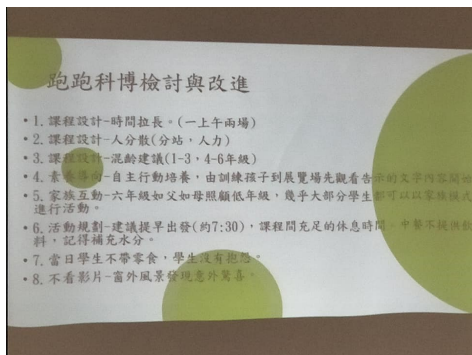 跑跑科博檢討與改進
• 1. 課程設計-時間拉長。(一上午兩場)
• 2. 課程設計-人分散(分站,人力)
• 3. 課程設計-混齡建議(1-3,4-6年級)
• 4. 素養導向-自主行動培養,由訓練孩子到展覽場先觀看告示的文字內容開始
• 5. 家族互動-六年級如父如母照顧低年級,幾乎大部分學生都可以以家族模式
進行活動。
• 6. 活動規劃-建議提早出發(約7:30),課程間充足的休息時間。中餐不提供飲
料,記得補充水分。
• 7. 當日學生不帶零食,學生沒有抱怨。
• 8. 不看影片-窗外風景發現意外驚喜。